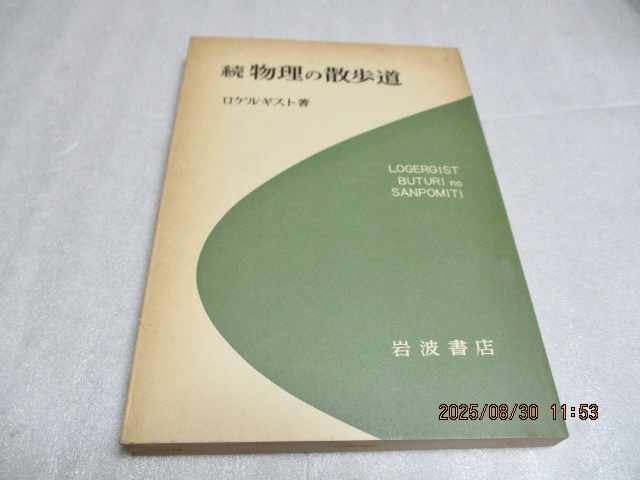 続 物理の散歩道
ロゲルギスト著
LOGERGIST
BUTURI no
SANPOMITI
岩波書店
2025/08/30 11:53